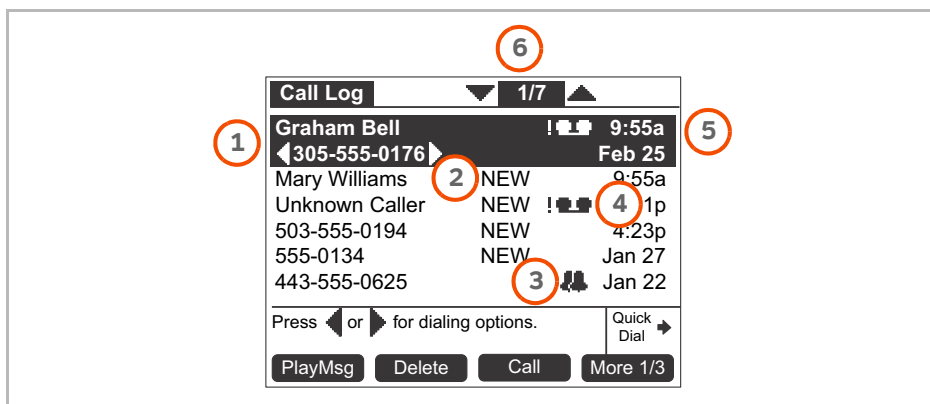 6
Call Log 1/7
1 Graham Bell ! 9:55a 5
305-555-0176 Feb 25
Mary Williams 2 NEW 9:55a
Unknown Caller NEW ! 4 1p
503-555-0194 NEW 4:23p
555-0134 NEW Jan 27
443-555-0625 3 Jan 22
Press or for dialing options. Quick
Dial
PlayMsg Delete Call More 1/3